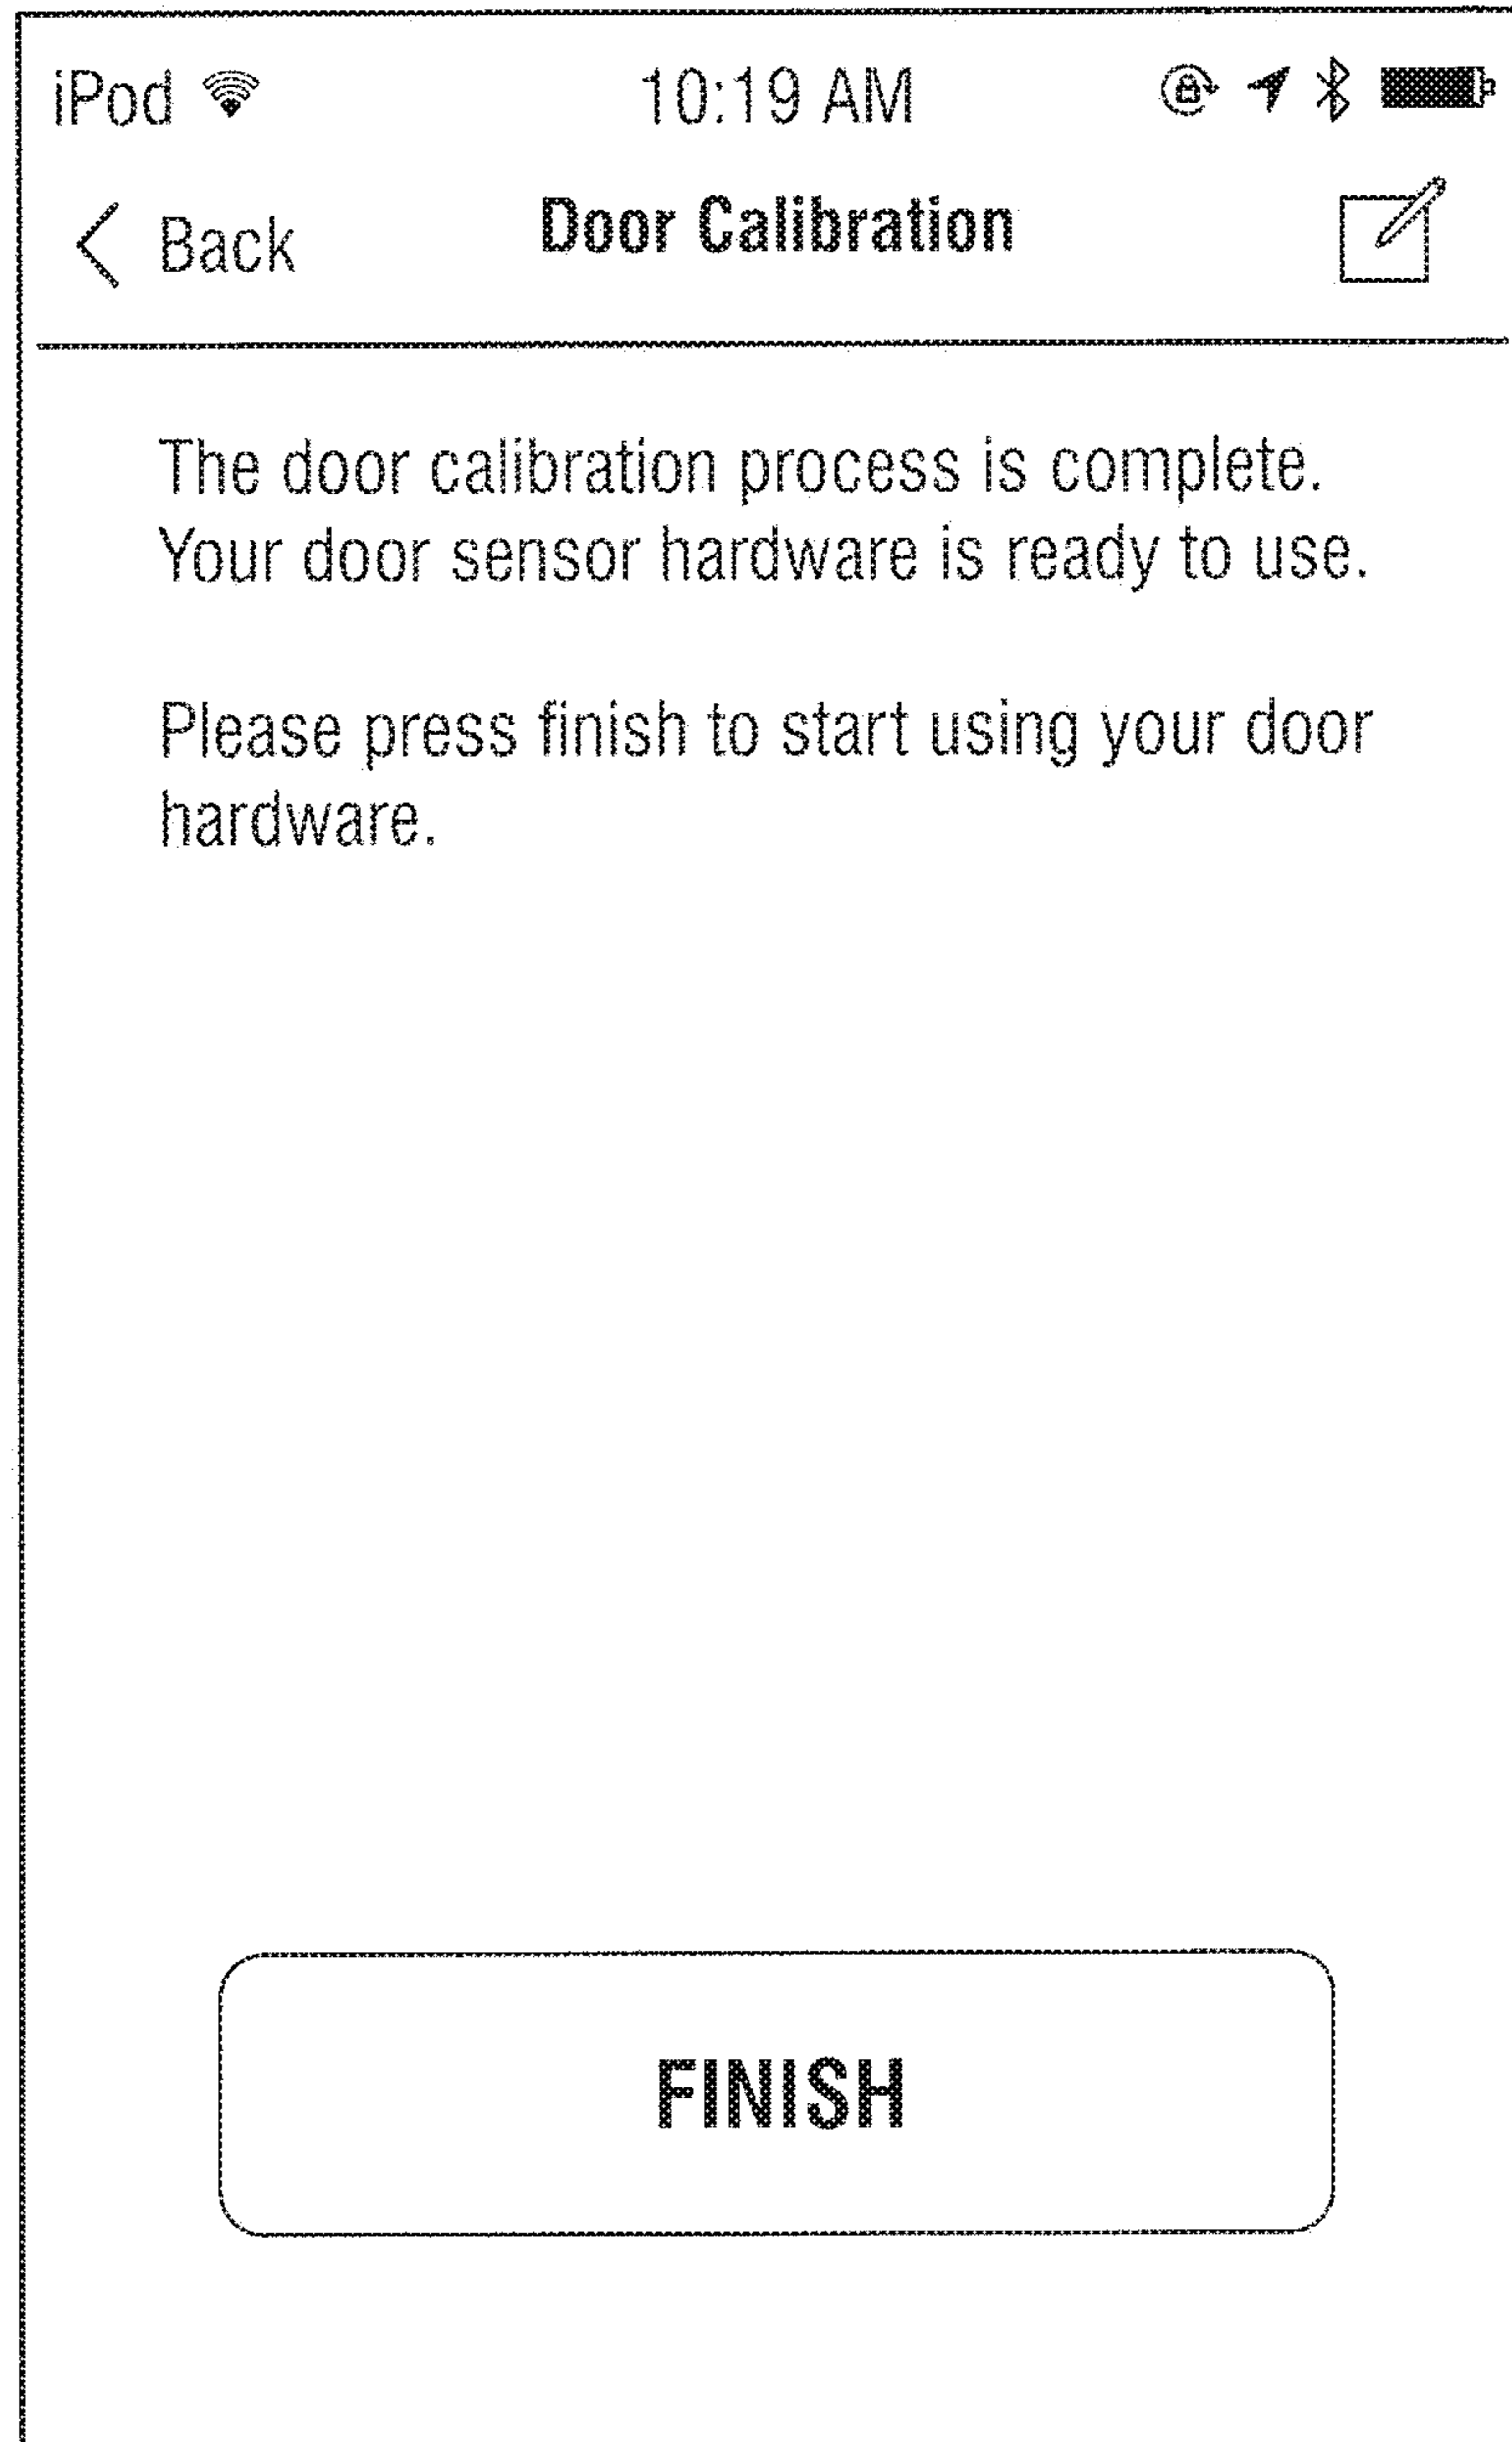 iPod 10:19 AM
Back Door Calibration
The door calibration process is complete.
Your door sensor hardware is ready to use.
Please press finish to start using your door
hardware.
FINISH